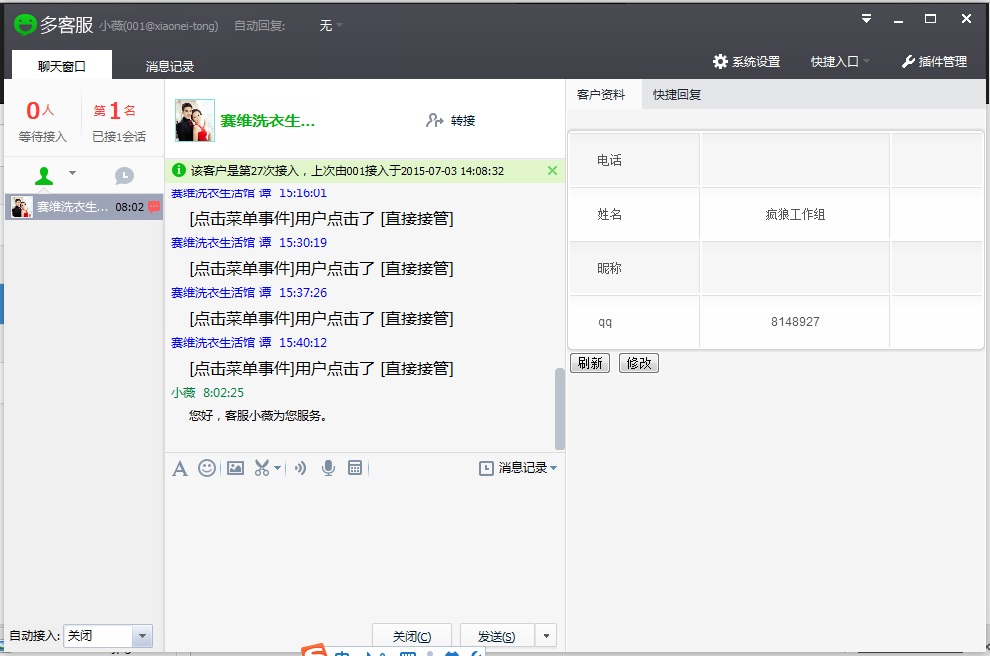 多客服 小薇(001@xiaonei-tong) 自动回复: 无
聊天窗口 消息记录 系统设置 快捷入口 插件管理
0人 第1名
等待接入 已接1会话
赛维洗衣生... 转接
客户资料 快捷回复
该客户是第27次接入，上次由001接入于2015-07-03 14:08:32
赛维洗衣生... 08:02
赛维洗衣生活馆 谭 15:16:01
[点击菜单事件]用户点击了 [直接接管]
赛维洗衣生活馆 谭 15:30:19
[点击菜单事件]用户点击了 [直接接管]
赛维洗衣生活馆 谭 15:37:26
[点击菜单事件]用户点击了 [直接接管]
赛维洗衣生活馆 谭 15:40:12
[点击菜单事件]用户点击了 [直接接管]
小薇 8:02:25
您好，客服小薇为您服务。
电话
姓名 疯狼工作组
昵称
qq 8148927
刷新 修改
消息记录
自动接入: 关闭
关闭(C) 发送(S)